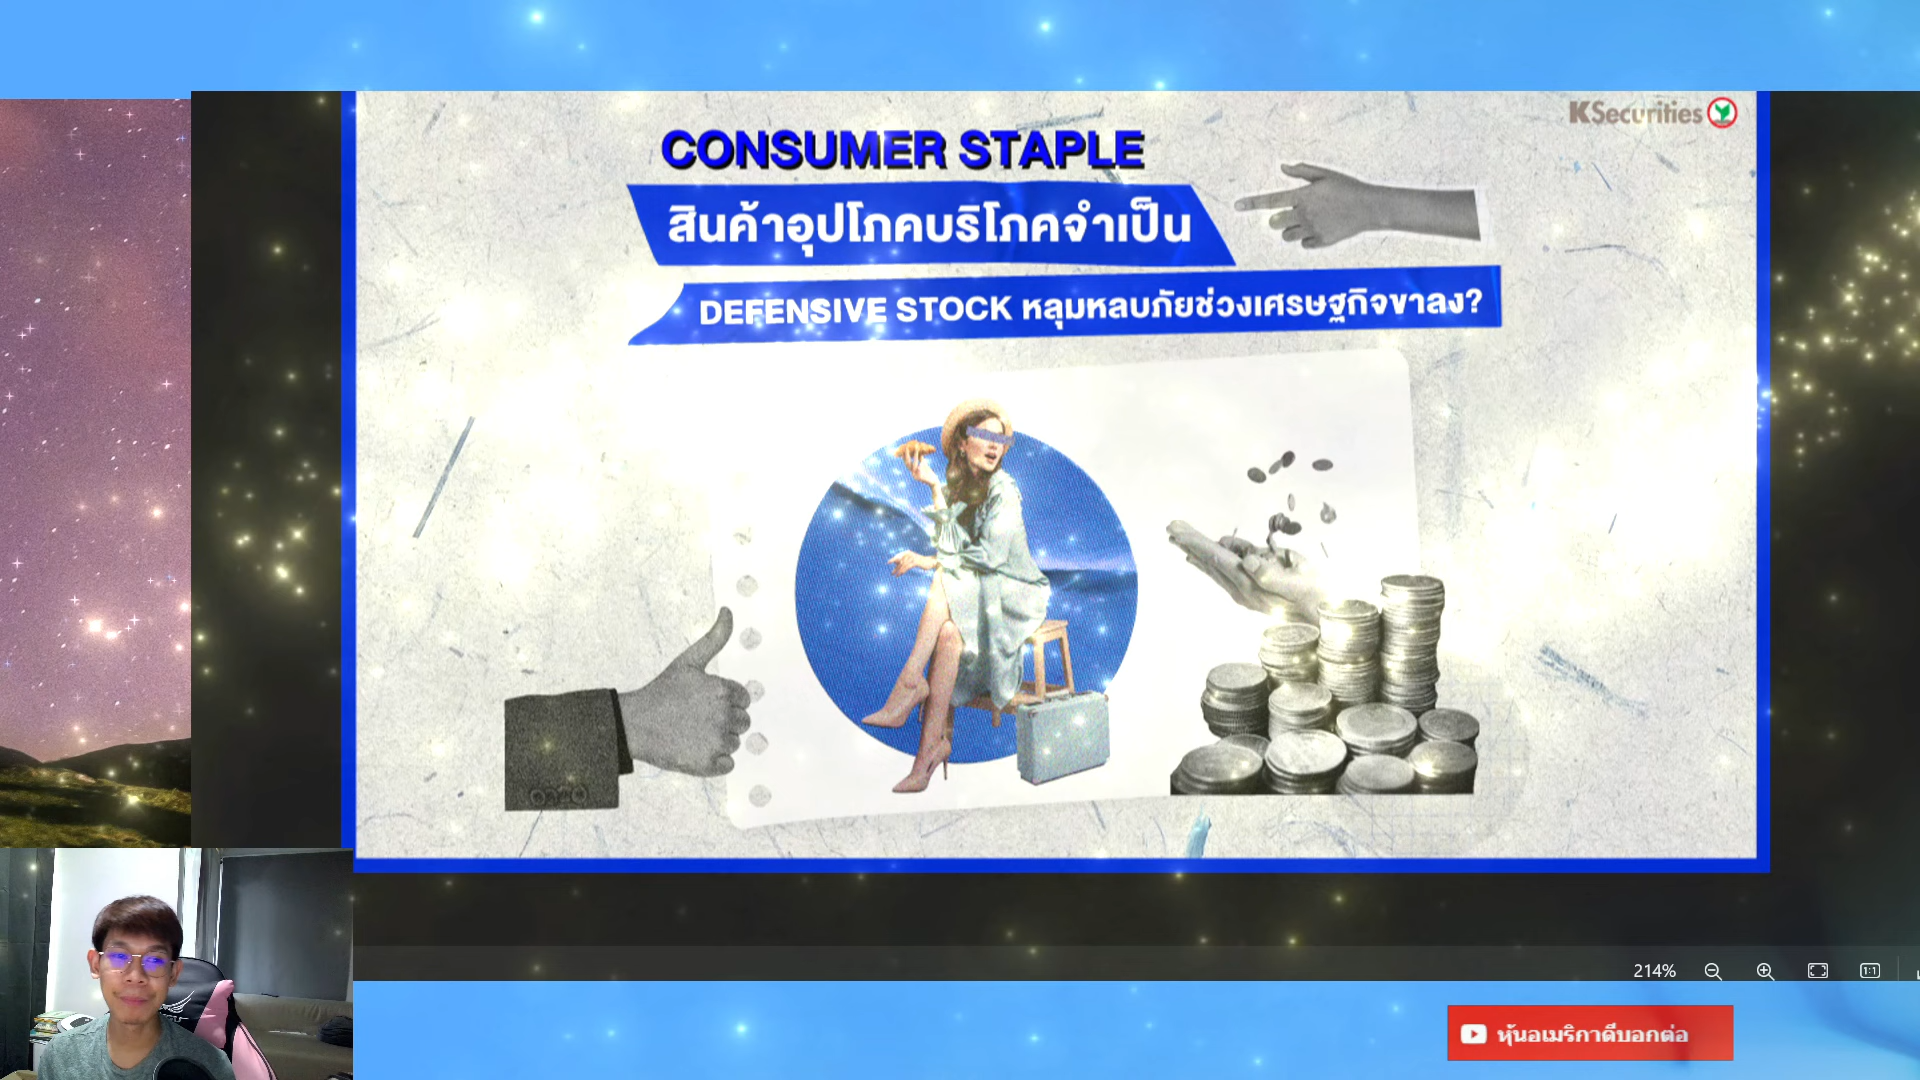 KSecurities
CONSUMER STAPLE
สินค้าอุปโภคบริโภคจำเป็น
DEFENSIVE STOCK หลุมหลบภัยช่วงเศรษฐกิจขาลง?
214%
1:1
หุ้นอเมริกาดีบอกต่อ